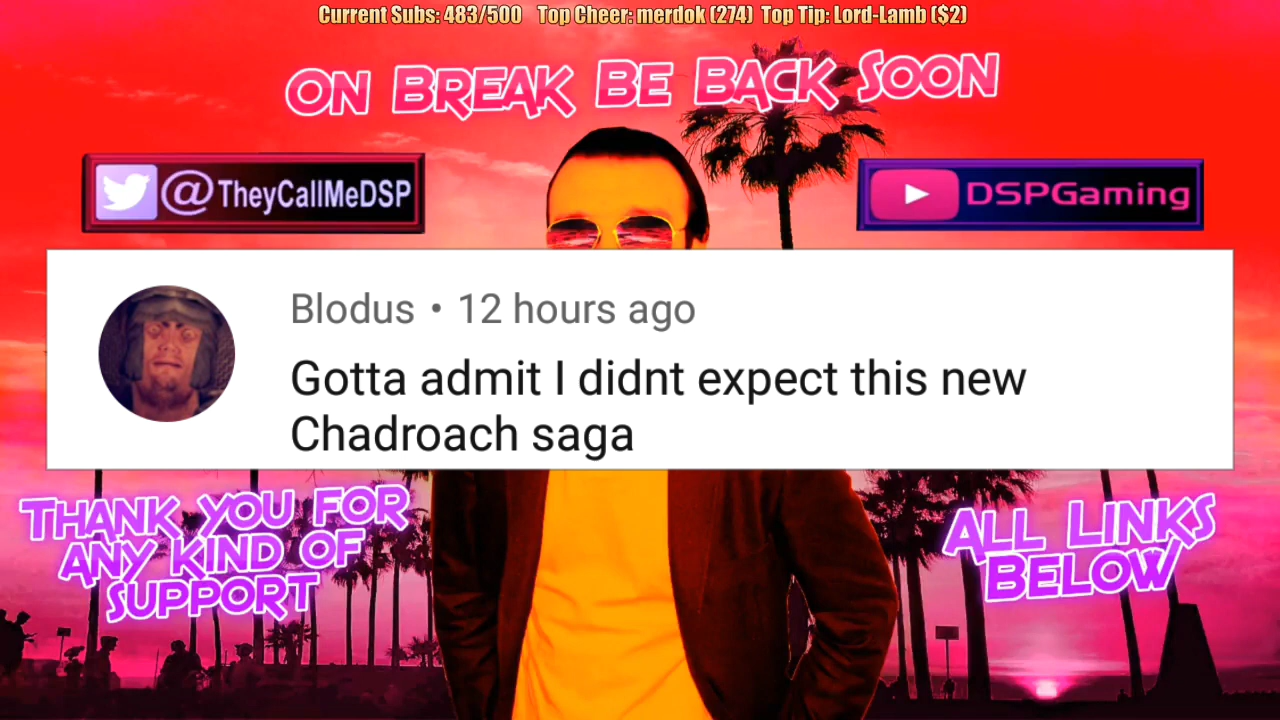 Current Subs: 483/500 Top Cheer: merdok (274) Top Tip: Lord-Lamb ($2)
On Break Be Back Soon
@TheyCallMeDSP
DSPGaming
Blodus • 12 hours ago
Gotta admit I didnt expect this new
Chadroach saga
Thank you for
any kind of
support
All Links
Below